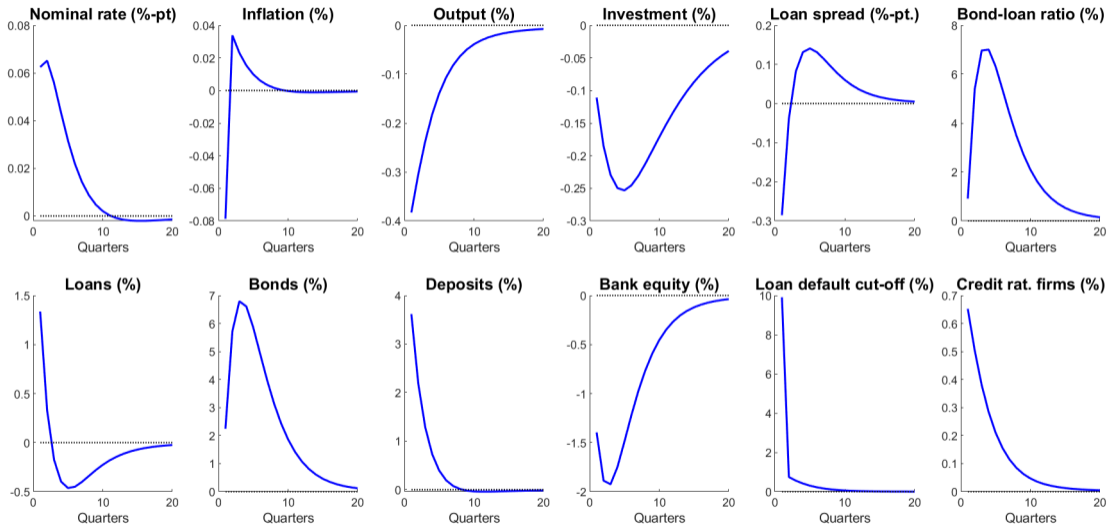 Nominal rate (%-pt) Inflation (%) Output (%) Investment (%) Loan spread (%-pt.) Bond-loan ratio (%)
0.08 0.06 0 0 0.2 8
0.04 -0.05 0.1
0.06 0.02 -0.1 -0.1 6
0 0
0.04 -0.02 -0.2 -0.15 4
-0.04 -0.2 -0.1
0.02 -0.3 2
-0.06 -0.25 -0.2
0 -0.08 -0.4 -0.3 -0.3 0
0 10 20 0 10 20 0 10 20 0 10 20 0 10 20 0 10 20
Quarters Quarters Quarters Quarters Quarters Quarters
Loans (%) Bonds (%) Deposits (%) Bank equity (%) Loan default cut-off (%) Credit rat. firms (%)
1.5 7 4 0 10 0.7
6 0.6
1 5 3 -0.5 8 0.5
0.5 4 2 -1 6 0.4
3 4 0.3
0 2 1 -1.5 2 0.2
1 0.1
-0.5 0 0 -2 0 0
0 10 20 0 10 20 0 10 20 0 10 20 0 10 20 0 10 20
Quarters Quarters Quarters Quarters Quarters Quarters